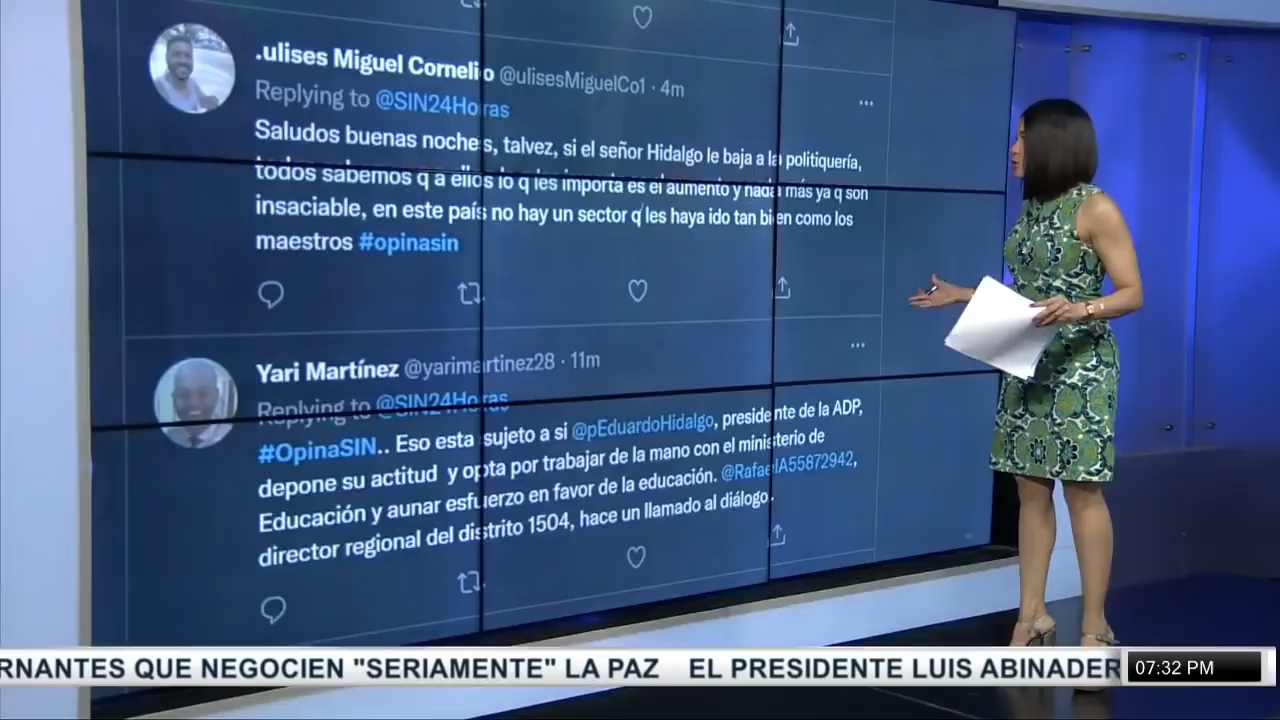 .ulises Miguel Cornelio @ulisesMiguelCo1 · 4m
Replying to @SIN24Horas
Saludos buenas noches, talvez, si el señor Hidalgo le baja a la politiquería,
todos sabemos q a ellos lo q les importa es el aumento y nada más ya q son
insaciable, en este país no hay un sector q les haya ido tan bien como los
maestros #opinasin
Yari Martínez @yarimartinez28 · 11m
Replying to @SIN24Horas
#OpinaSIN.. Eso esta sujeto a si @pEduardoHidalgo, presidente de la ADP,
depone su actitud y opta por trabajar de la mano con el ministerio de
Educación y aunar esfuerzo en favor de la educación. @RafaelA55872942,
director regional del distrito 1504, hace un llamado al diálogo.
RNANTES QUE NEGOCIEN "SERIAMENTE" LA PAZ EL PRESIDENTE LUIS ABINADER
07:32 PM